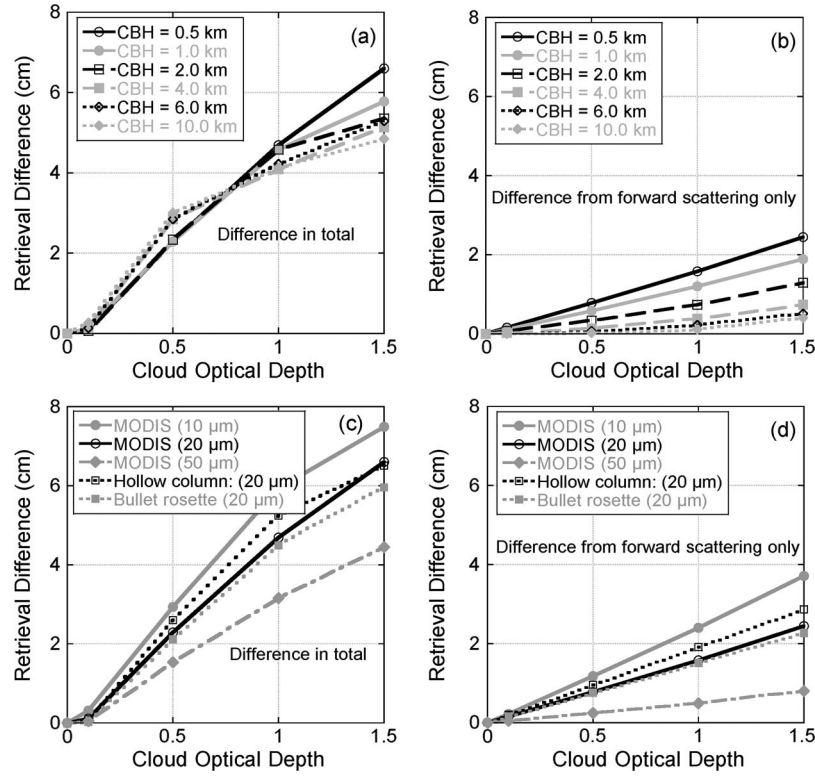 (a)
CBH = 0.5 km
CBH = 1.0 km
CBH = 2.0 km
CBH = 4.0 km
CBH = 6.0 km
CBH = 10.0 km
Difference in total
Retrieval Difference (cm)
8
6
4
2
0
0 0.5 1 1.5
Cloud Optical Depth
(b)
CBH = 0.5 km
CBH = 1.0 km
CBH = 2.0 km
CBH = 4.0 km
CBH = 6.0 km
CBH = 10.0 km
Difference from forward scattering only
Retrieval Difference (cm)
8
6
4
2
0
0 0.5 1 1.5
Cloud Optical Depth
(c)
MODIS (10 µm)
MODIS (20 µm)
MODIS (50 µm)
Hollow column: (20 µm)
Bullet rosette (20 µm)
Difference in total
Retrieval Difference (cm)
8
6
4
2
0
0 0.5 1 1.5
Cloud Optical Depth
(d)
MODIS (10 µm)
MODIS (20 µm)
MODIS (50 µm)
Hollow column: (20 µm)
Bullet rosette (20 µm)
Difference from forward scattering only
Retrieval Difference (cm)
8
6
4
2
0
0 0.5 1 1.5
Cloud Optical Depth